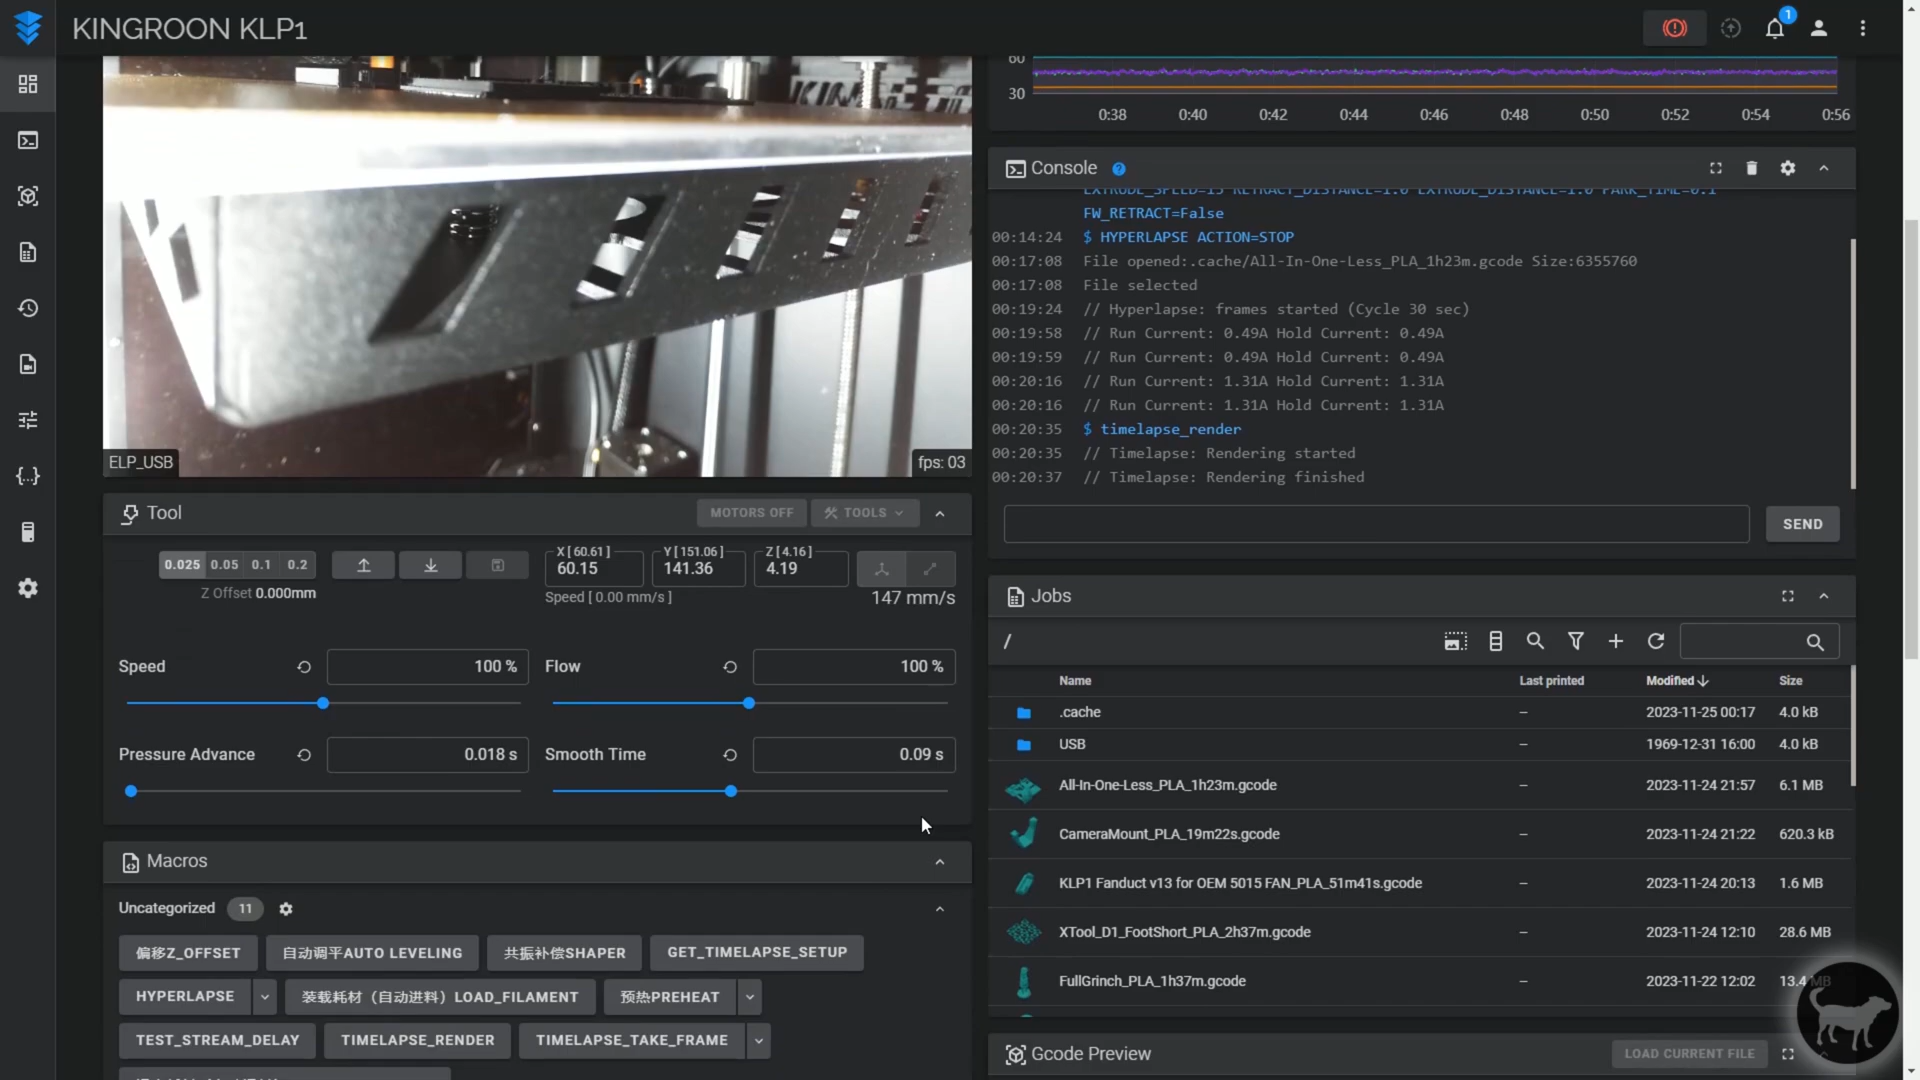 KINGROON KLP1
1
60
30
0:38 0:40 0:42 0:44 0:46 0:48 0:50 0:52 0:54 0:56
ELP_USB
fps: 03
Console
EXTRUDE_SPEED=15 RETRACT_DISTANCE=1.0 EXTRUDE_DISTANCE=1.0 PARK_TIME=0.1
FW_RETRACT=False
00:14:24 $ HYPERLAPSE ACTION=STOP
00:17:08 File opened:.cache/All-In-One-Less_PLA_1h23m.gcode Size:6355760
00:17:08 File selected
00:19:24 // Hyperlapse: frames started (Cycle 30 sec)
00:19:58 // Run Current: 0.49A Hold Current: 0.49A
00:19:59 // Run Current: 0.49A Hold Current: 0.49A
00:20:16 // Run Current: 1.31A Hold Current: 1.31A
00:20:16 // Run Current: 1.31A Hold Current: 1.31A
00:20:35 $ timelapse_render
00:20:35 // Timelapse: Rendering started
00:20:37 // Timelapse: Rendering finished
SEND
Tool
MOTORS OFF TOOLS
0.025 0.05 0.1 0.2
Z Offset 0.000mm
X [ 60.61 ] Y [ 151.06 ] Z [ 4.16 ]
60.15 141.36 4.19
Speed [ 0.00 mm/s ] 147 mm/s
Speed 100 % Flow 100 %
Pressure Advance 0.018 s Smooth Time 0.09 s
Macros
Uncategorized 11
偏移Z_OFFSET 自动调平AUTO LEVELING 共振补偿SHAPER GET_TIMELAPSE_SETUP
HYPERLAPSE 装载耗材（自动进料）LOAD_FILAMENT 预热PREHEAT
TEST_STREAM_DELAY TIMELAPSE_RENDER TIMELAPSE_TAKE_FRAME
Jobs
/
Name Last printed Modified Size
.cache – 2023-11-25 00:17 4.0 kB
USB – 1969-12-31 16:00 4.0 kB
All-In-One-Less_PLA_1h23m.gcode – 2023-11-24 21:57 6.1 MB
CameraMount_PLA_19m22s.gcode – 2023-11-24 21:22 620.3 kB
KLP1 Fanduct v13 for OEM 5015 FAN_PLA_51m41s.gcode – 2023-11-24 20:13 1.6 MB
XTool_D1_FootShort_PLA_2h37m.gcode – 2023-11-24 12:10 28.6 MB
FullGrinch_PLA_1h37m.gcode – 2023-11-22 12:02 13.4 MB
Gcode Preview
LOAD CURRENT FILE